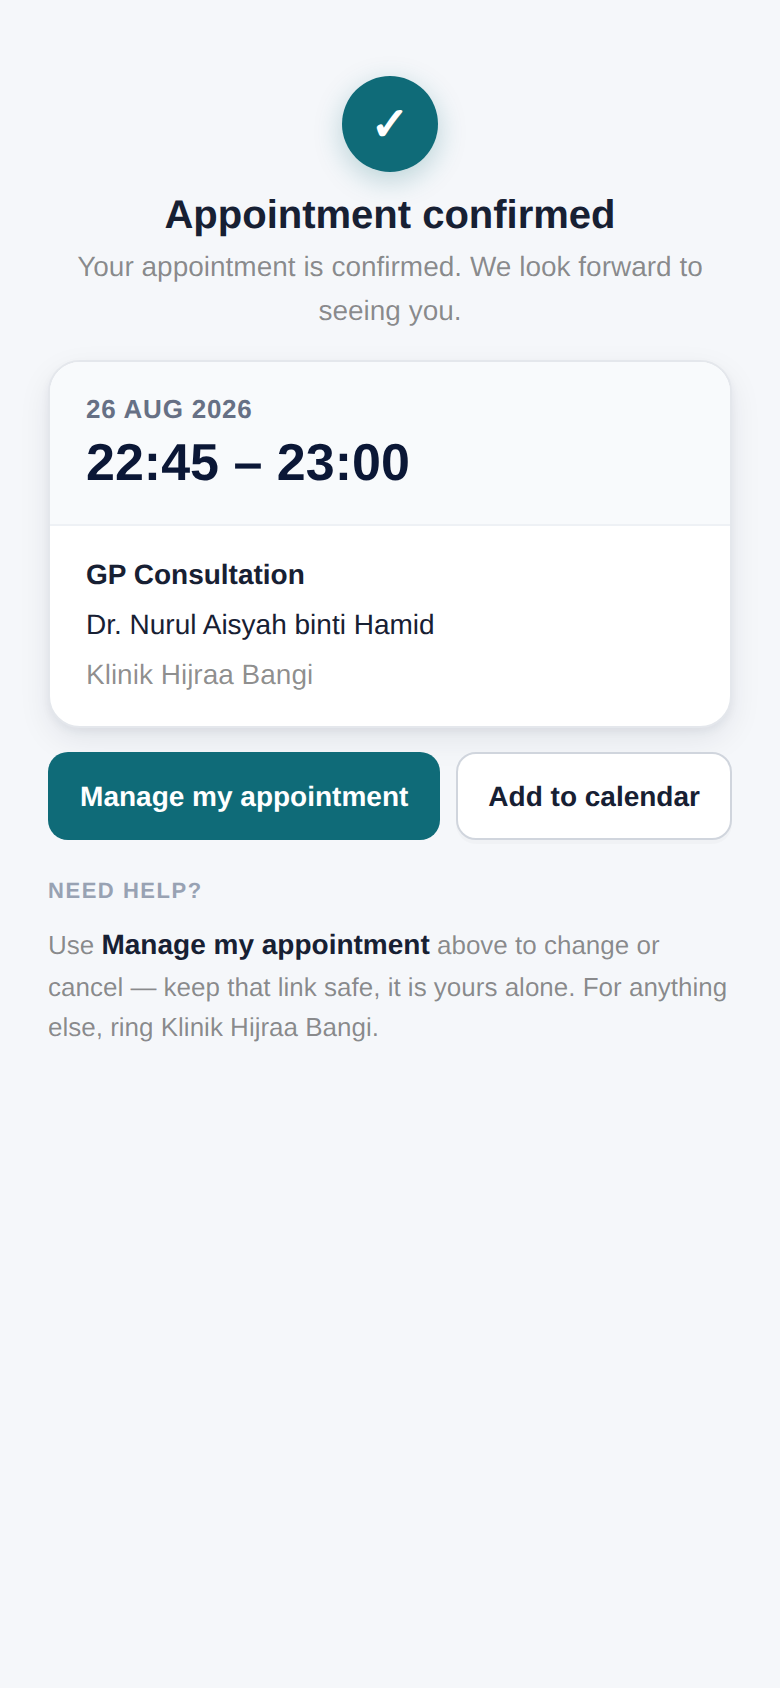 ✓
Appointment confirmed
Your appointment is confirmed. We look forward to
seeing you.
26 AUG 2026
22:45 – 23:00
GP Consultation
Dr. Nurul Aisyah binti Hamid
Klinik Hijraa Bangi
Manage my appointment
Add to calendar
NEED HELP?
Use Manage my appointment above to change or
cancel — keep that link safe, it is yours alone. For anything
else, ring Klinik Hijraa Bangi.